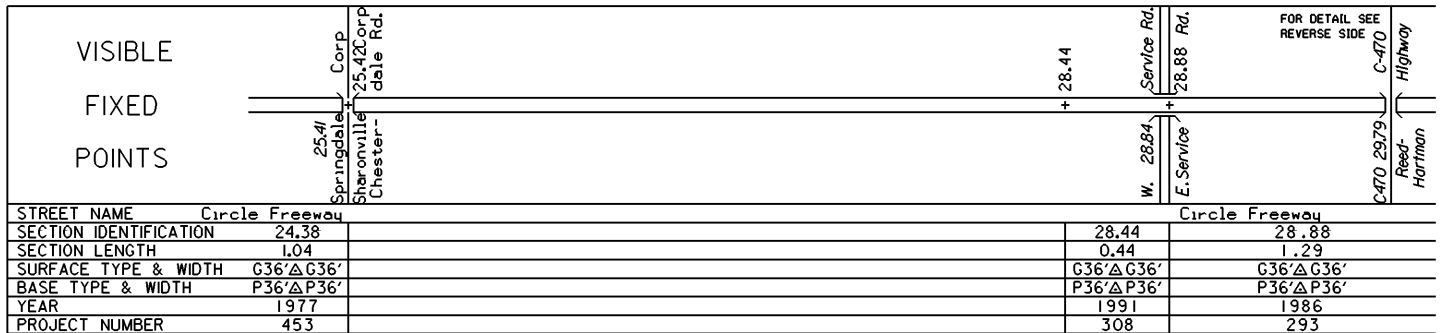 VISIBLE
FIXED
POINTS
Springdale Corp
25.41
Sharonville 25.42 Corp
Chester-dale Rd.
28.44
W. 28.84 Service Rd.
E. Service 28.88 Rd.
FOR DETAIL SEE
REVERSE SIDE
C470 29.79 C-470
Reed-Hartman Highway
STREET NAME Circle Freeway Circle Freeway
SECTION IDENTIFICATION 24.38 28.44 28.88
SECTION LENGTH 1.04 0.44 1.29
SURFACE TYPE & WIDTH G36'△G36' G36'△G36' G36'△G36'
BASE TYPE & WIDTH P36'△P36' P36'△P36' P36'△P36'
YEAR 1977 1991 1986
PROJECT NUMBER 453 308 293